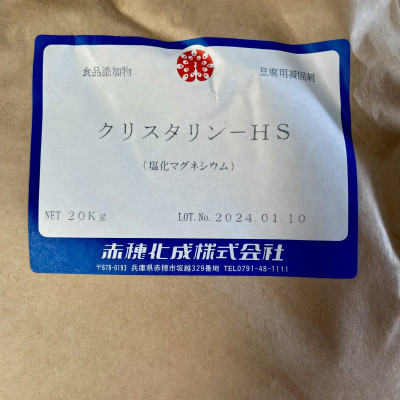 食品添加物 豆腐用凝固剤
クリスタリン－HS
（塩化マグネシウム）
NET 20Kg LOT.No. 2024.01.10
赤穂化成株式会社
〒678-0193 兵庫県赤穂市坂越329番地 TEL0791-48-1111